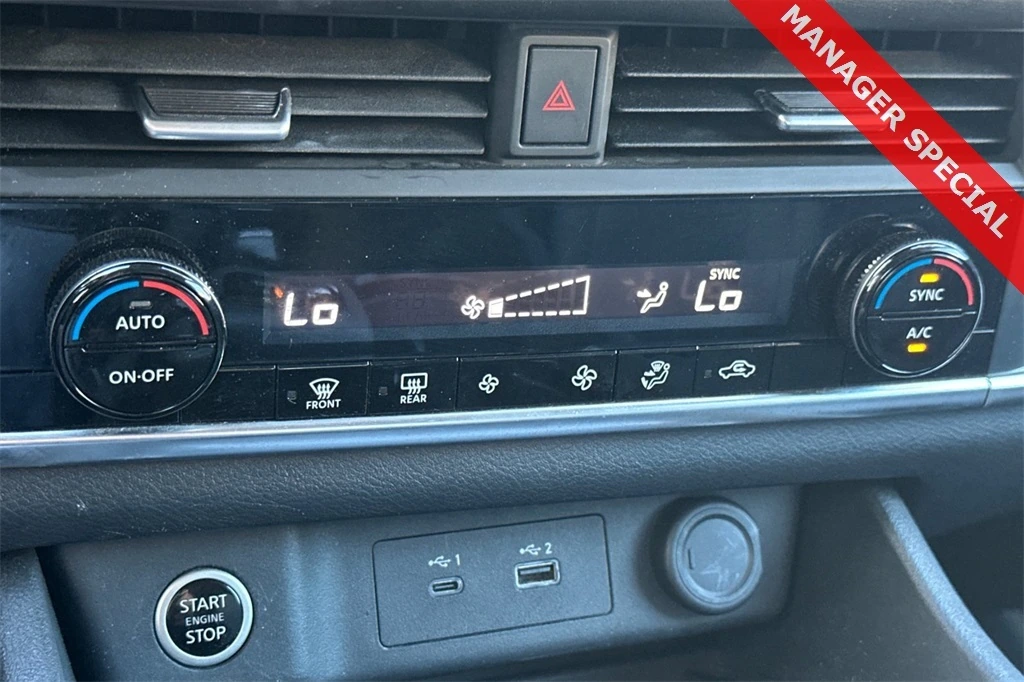 MANAGER SPECIAL
Lo
SYNC
Lo
AUTO
ON·OFF
SYNC
A/C
FRONT
REAR
1
2
START
ENGINE
STOP